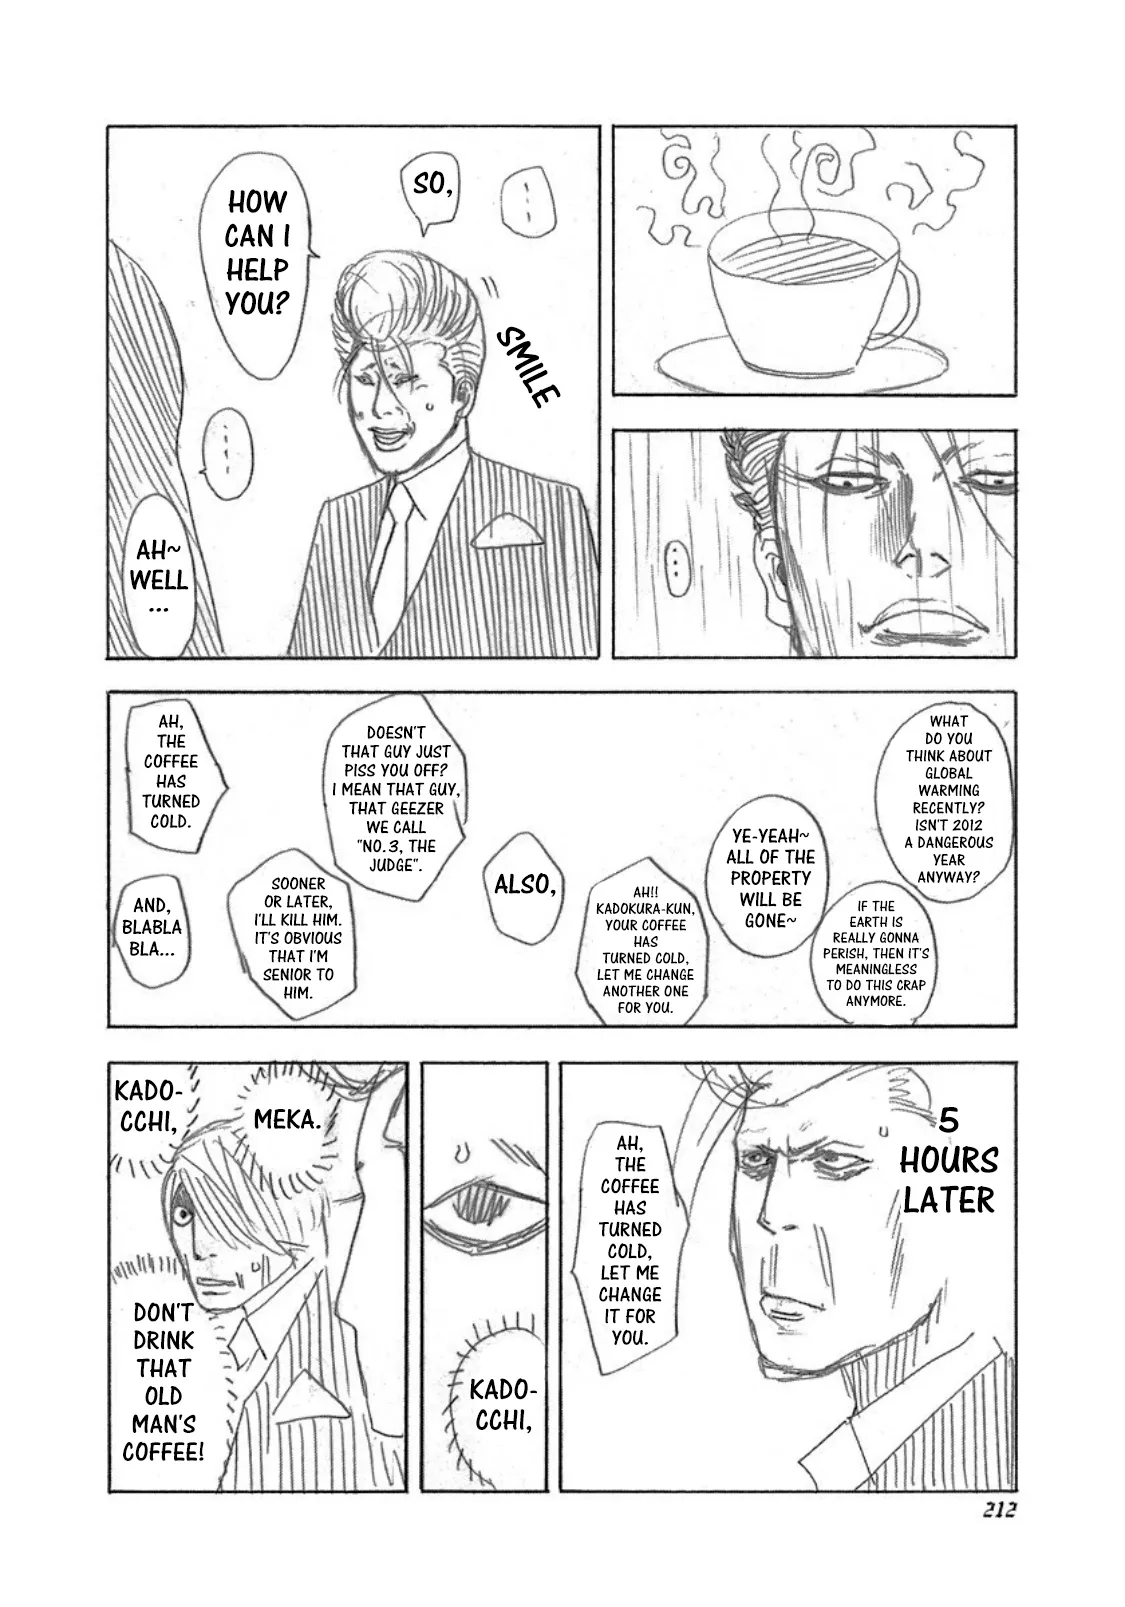 ...
...
SO,
SMILE
HOW
CAN I
HELP
YOU?
...
AH~
WELL
...
WHAT
DO YOU
THINK ABOUT
GLOBAL
WARMING
RECENTLY?
ISN'T 2012
A DANGEROUS
YEAR
ANYWAY?
IF THE
EARTH IS
REALLY GONNA
PERISH, THEN IT'S
MEANINGLESS
TO DO THIS CRAP
ANYMORE.
YE-YEAH~
ALL OF THE
PROPERTY
WILL BE
GONE~
AH!!
KADOKURA-KUN,
YOUR COFFEE
HAS
TURNED COLD,
LET ME CHANGE
ANOTHER ONE
FOR YOU.
ALSO,
DOESN'T
THAT GUY JUST
PISS YOU OFF?
I MEAN THAT GUY,
THAT GEEZER
WE CALL
"NO.3, THE
JUDGE".
SOONER
OR LATER,
I'LL KILL HIM.
IT'S OBVIOUS
THAT I'M
SENIOR TO
HIM.
AH,
THE
COFFEE
HAS
TURNED
COLD.
AND,
BLABLA
BLA...
5
HOURS
LATER
AH,
THE
COFFEE
HAS
TURNED
COLD,
LET ME
CHANGE
IT FOR
YOU.
KADO-
CCHI,
MEKA.
KADO-
CCHI,
DON'T
DRINK
THAT
OLD
MAN'S
COFFEE!
212